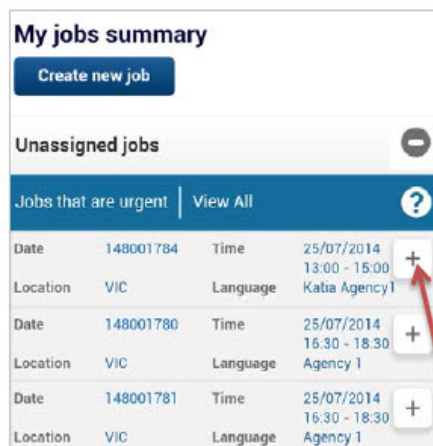 My jobs summary
Create new job
Unassigned jobs
Jobs that are urgent | View All ?
Date 148001784 Time 25/07/2014
13:00 - 15:00
Location VIC Language Katia Agency1
Date 148001780 Time 25/07/2014
16:30 - 18:30
Location VIC Language Agency 1
Date 148001781 Time 25/07/2014
16:30 - 18:30
Location VIC Language Agency 1